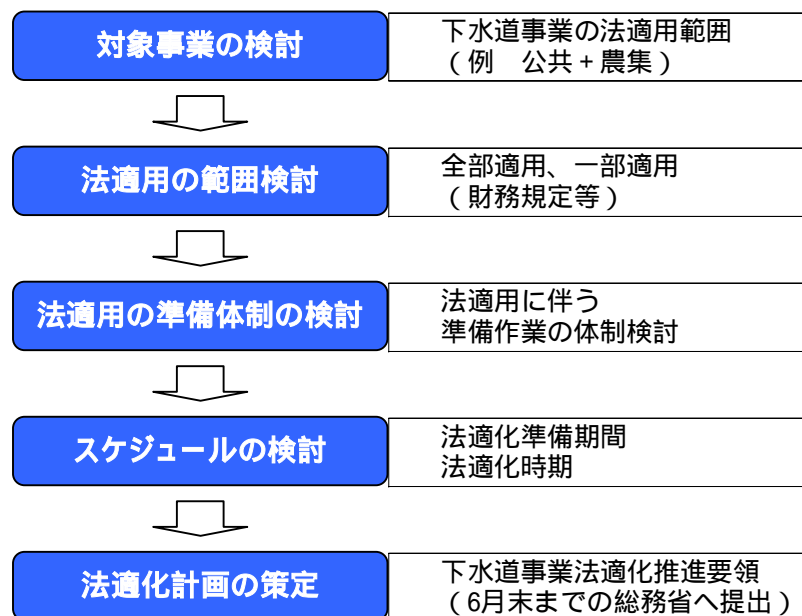 対象事業の検討
下水道事業の法適用範囲
（例　公共＋農集）
法適用の範囲検討
全部適用、一部適用
（財務規定等）
法適用の準備体制の検討
法適用に伴う
準備作業の体制検討
スケジュールの検討
法適化準備期間
法適化時期
法適化計画の策定
下水道事業法適化推進要領
（6月末までの総務省へ提出）